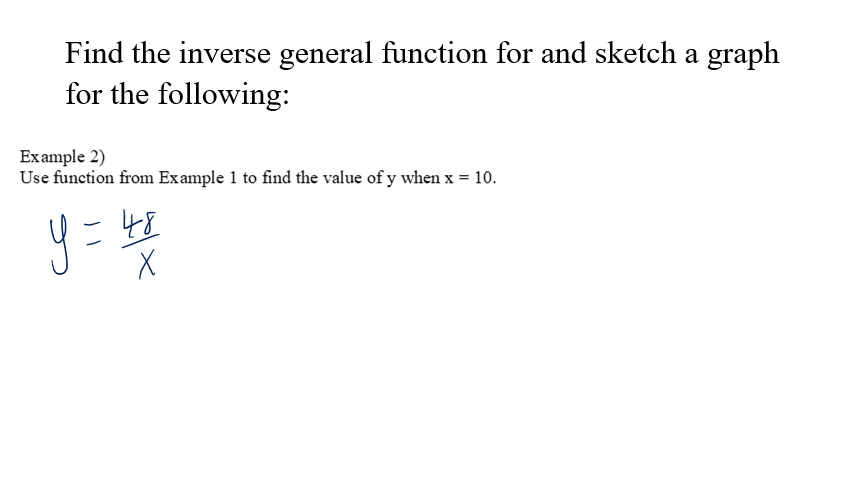 Find the inverse general function for and sketch a graph
for the following:
Example 2)
Use function from Example 1 to find the value of y when x = 10.
y = 48/x